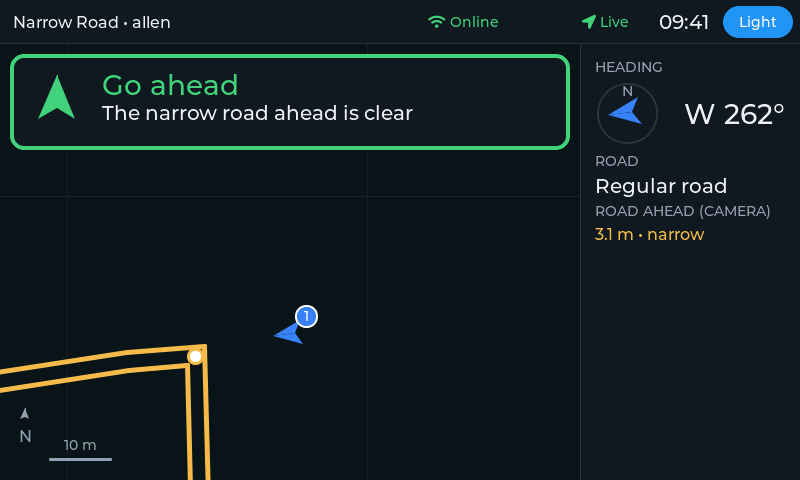 Narrow Road • allen
Online
Live
09:41
Light
Go ahead
The narrow road ahead is clear
HEADING
N
W 262°
ROAD
Regular road
ROAD AHEAD (CAMERA)
3.1 m • narrow
1
N
10 m